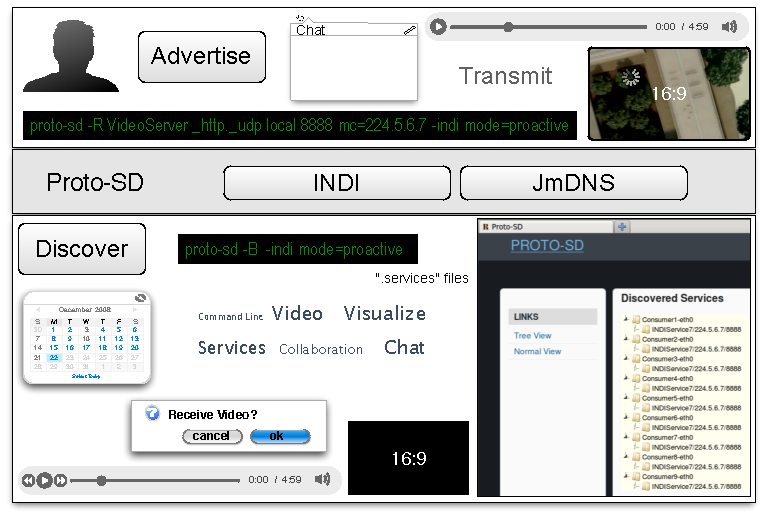 Advertise
Chat
0:00 / 4:59
Transmit
16:9
proto-sd -R VideoServer _http._udp local 8888 mc=224.5.6.7 -indi mode=proactive
Proto-SD
INDI
JmDNS
Discover
proto-sd -B -indi mode=proactive
".services" files
December 2008
S M T W T F S
30 1 2 3 4 5 6
7 8 9 10 11 12 13
14 15 16 17 18 19 20
21 22 23 24 25 26 27
28 29 30 31 1 2 3
Select Today
Command Line Video Visualize
Services Collaboration Chat
Receive Video?
cancel ok
0:00 / 4:59
16:9
R Proto-SD
PROTO-SD
LINKS
Tree View
Normal View
Discovered Services
Consumer1-eth0
INDIService7/224.5.6.7/8888
Consumer2-eth0
INDIService7/224.5.6.7/8888
Consumer3-eth0
INDIService7/224.5.6.7/8888
Consumer4-eth0
INDIService7/224.5.6.7/8888
Consumer5-eth0
INDIService7/224.5.6.7/8888
Consumer6-eth0
INDIService7/224.5.6.7/8888
Consumer7-eth0
INDIService7/224.5.6.7/8888
Consumer8-eth0
INDIService7/224.5.6.7/8888
Consumer9-eth0
INDIService7/224.5.6.7/8888